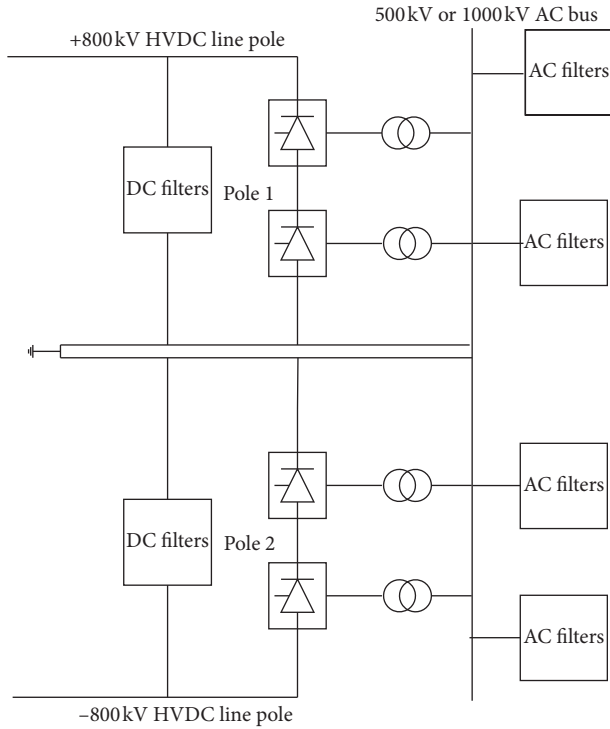 500 kV or 1000 kV AC bus
+800 kV HVDC line pole
AC filters
DC filters
Pole 1
AC filters
AC filters
DC filters
Pole 2
AC filters
–800 kV HVDC line pole